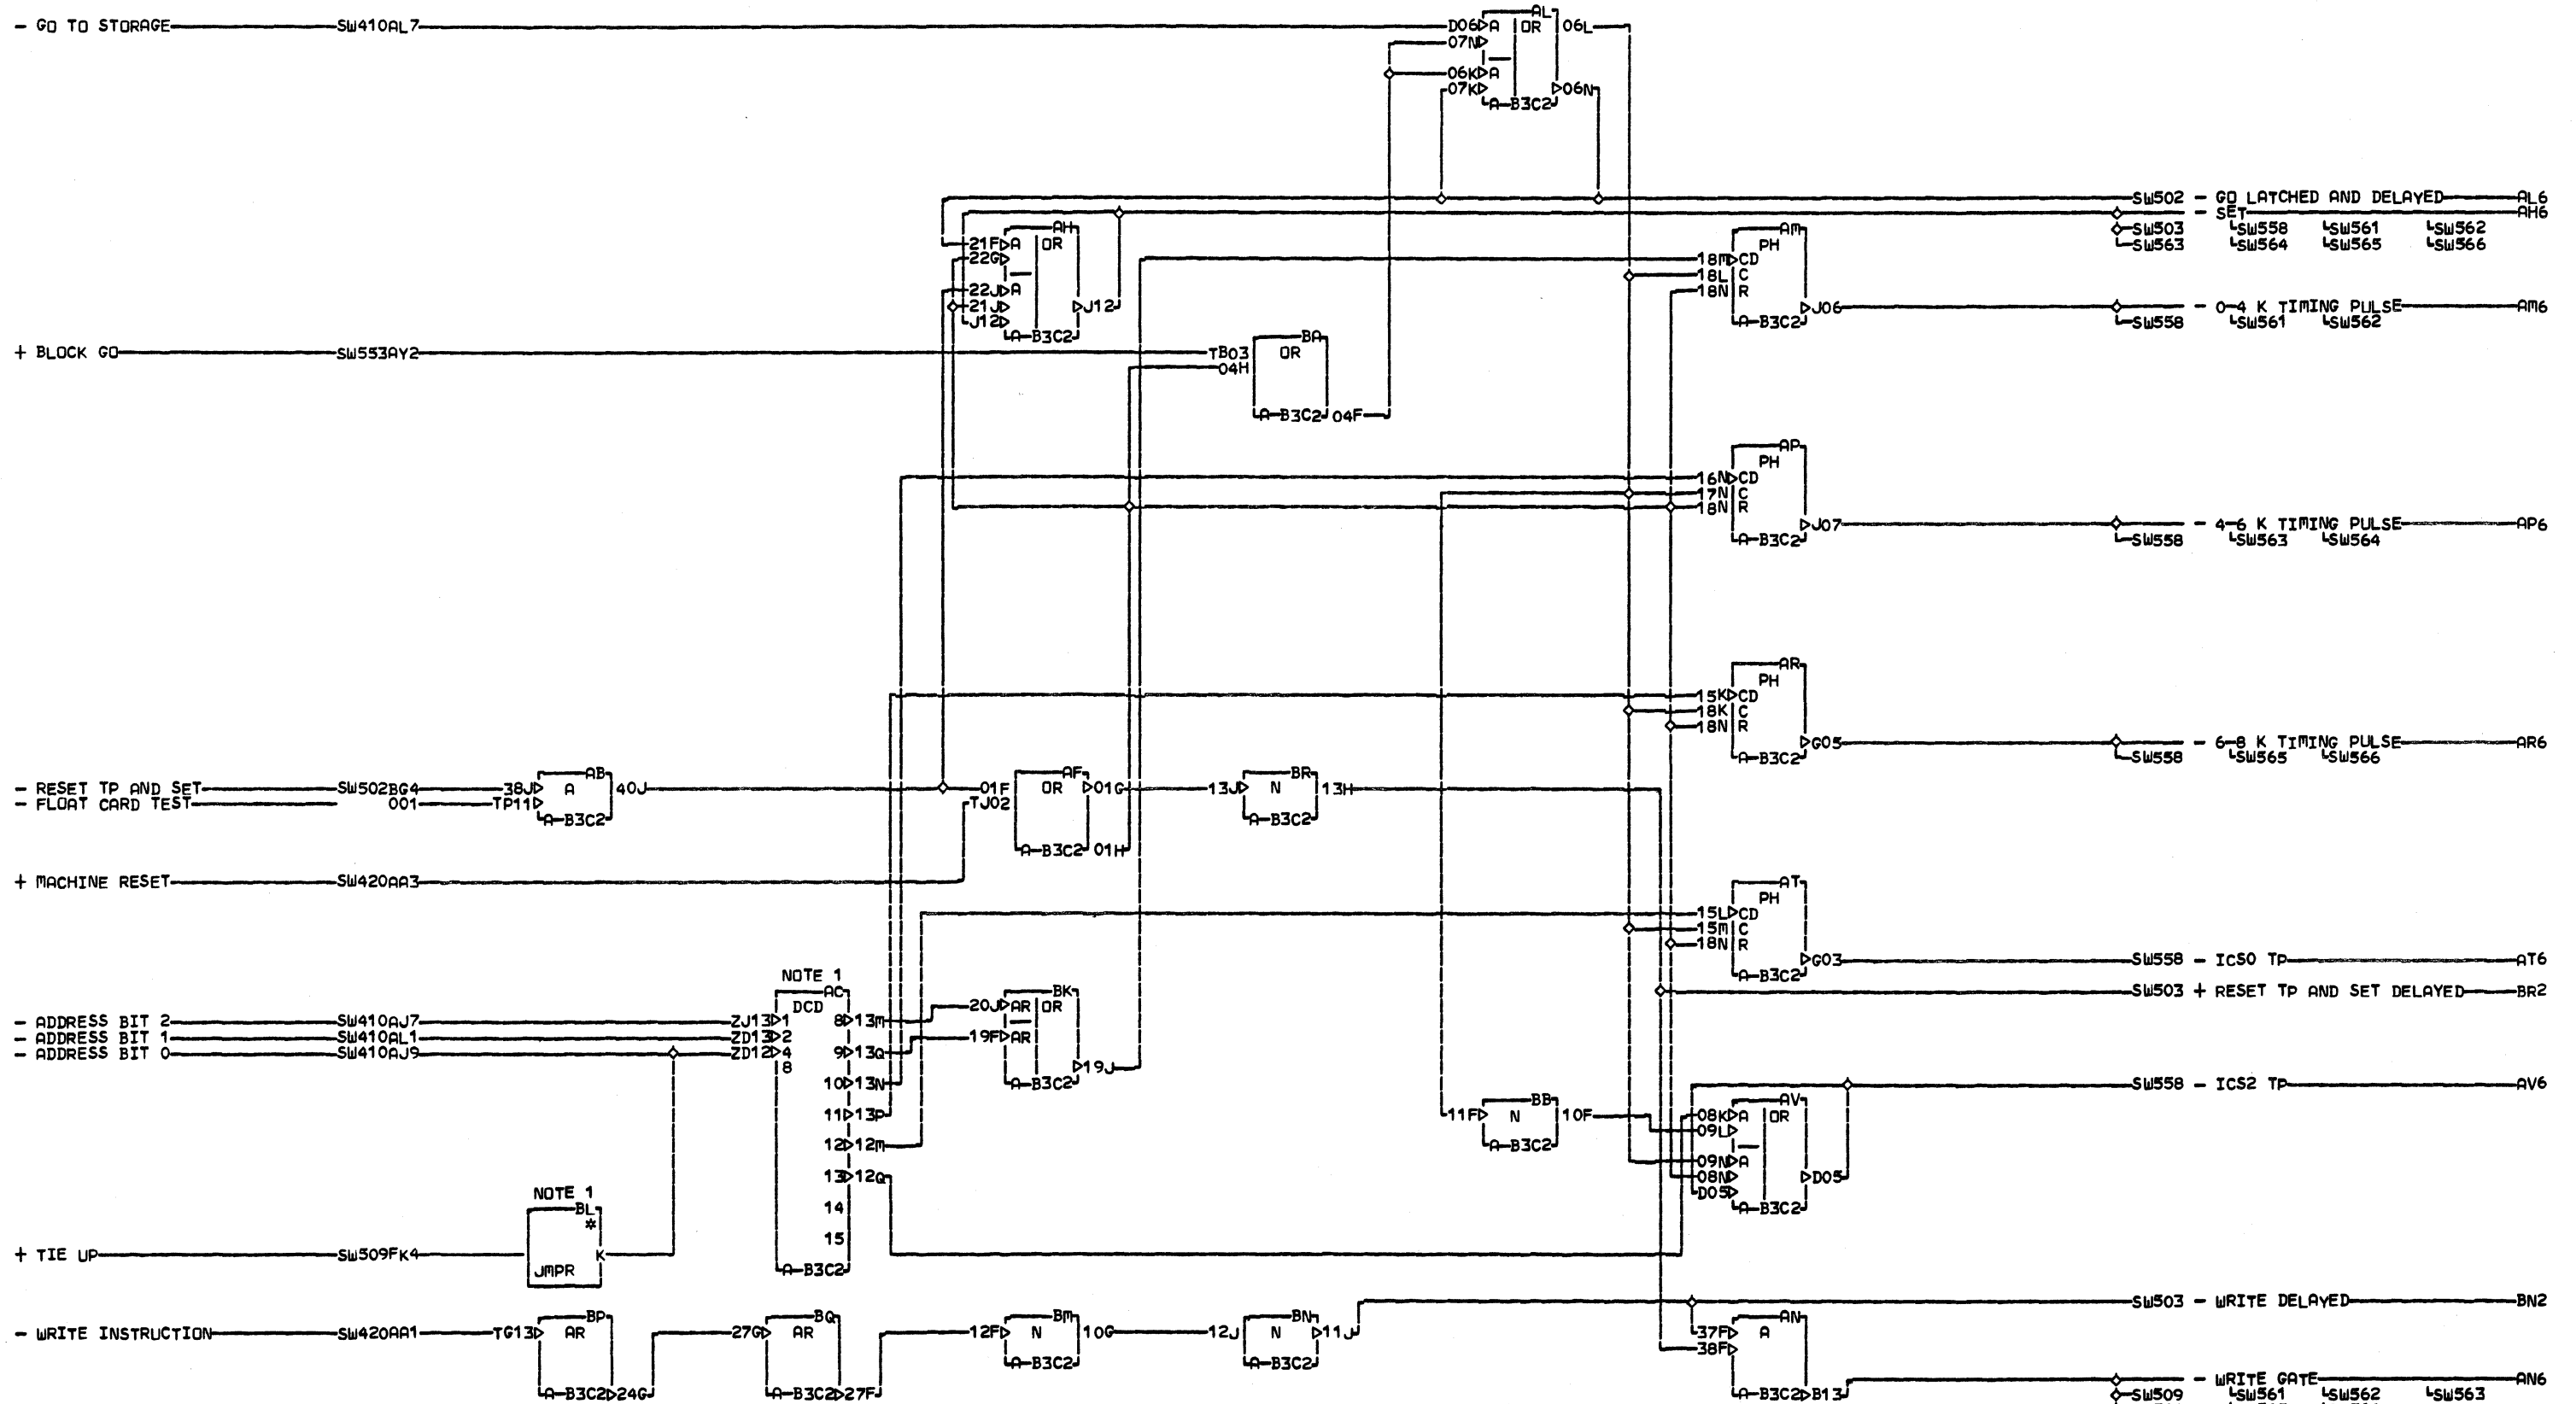 - GO TO STORAGE SW410AL7 D06 A OR AL 06L
07N
06K A
07K 06N
A-B3C2
SW502 - GO LATCHED AND DELAYED AL6
- SET AH6
SW503 SW558 SW561 SW562
SW563 SW564 SW565 SW566
AH
21F A OR
22G
22J A
21J J12
J12
A-B3C2
AM
PH
18M CD
18L C
18N R
J06 - 0-4 K TIMING PULSE AM6
A-B3C2 SW558 SW561 SW562
+ BLOCK GO SW553AY2 TB03 OR BA
04H
A-B3C2 04F
AP
PH
16N CD
17N C
18N R
J07 - 4-6 K TIMING PULSE AP6
A-B3C2 SW558 SW563 SW564
AR
PH
15K CD
18K C
18N R
G05 - 6-8 K TIMING PULSE AR6
A-B3C2 SW558 SW565 SW566
- RESET TP AND SET SW502BG4 38J A AB 40J 01F OR AF 01G 13J N BR 13H
- FLOAT CARD TEST 001 TP11 TJ02
A-B3C2 A-B3C2 01H A-B3C2
+ MACHINE RESET SW420AA3
AT
PH
15L CD
15M C
18N R
G03 SW558 - ICS0 TP AT6
A-B3C2
SW503 + RESET TP AND SET DELAYED BR2
NOTE 1
AC
DCD
- ADDRESS BIT 2 SW410AJ7 ZJ13 1 8 13M
- ADDRESS BIT 1 SW410AL1 ZD13 2
- ADDRESS BIT 0 SW410AJ9 ZD12 4 9 13Q
8
10 13N
11 13P
12 12M
13 12Q
14
15
A-B3C2
BK
20J AR OR
19F AR
19J
A-B3C2
SW558 - ICS2 TP AV6
11F N BB 10F
A-B3C2
AV
08K A OR
09L
09N A
08N D05
D05
A-B3C2
NOTE 1
BL
*
+ TIE UP SW509FK4 K
JMPR
SW503 - WRITE DELAYED BN2
- WRITE INSTRUCTION SW420AA1 TG13 AR BP 27G AR BQ 12F N BM 10G 12J N BN 11J
A-B3C2 24G A-B3C2 27F A-B3C2 A-B3C2
AN
37F A
38F
A-B3C2 B13 - WRITE GATE AN6
SW509 SW561 SW562 SW563